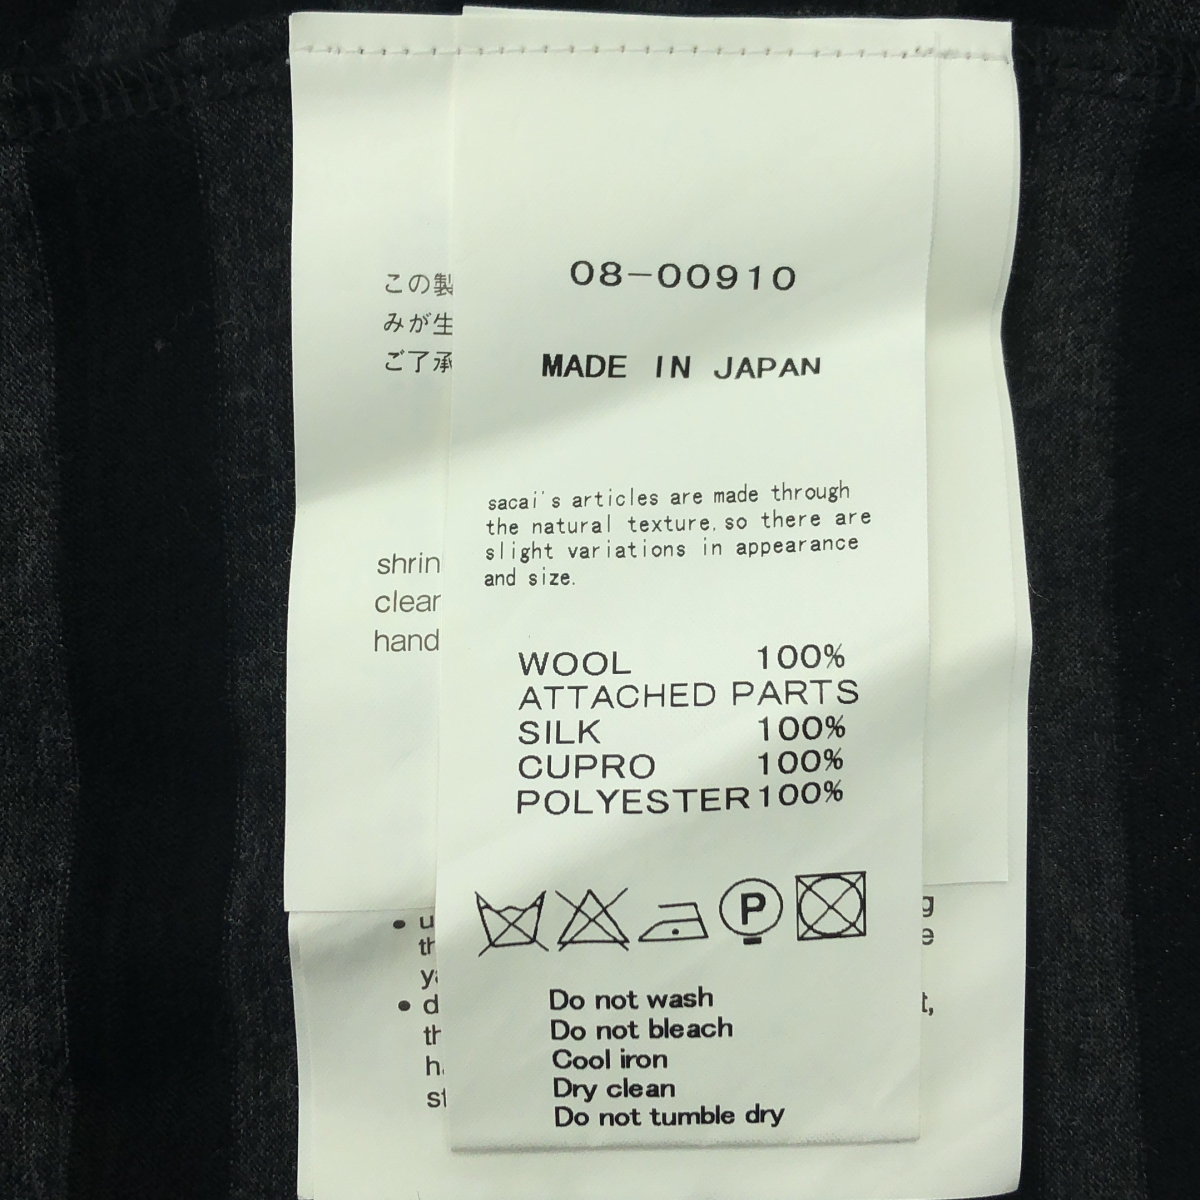 08-00910
MADE IN JAPAN
sacai's articles are made through
the natural texture, so there are
slight variations in appearance
and size.
WOOL 100%
ATTACHED PARTS
SILK 100%
CUPRO 100%
POLYESTER 100%
P
Do not wash
Do not bleach
Cool iron
Dry clean
Do not tumble dry
この製
みが生
ご了承
shrin
clean
hand